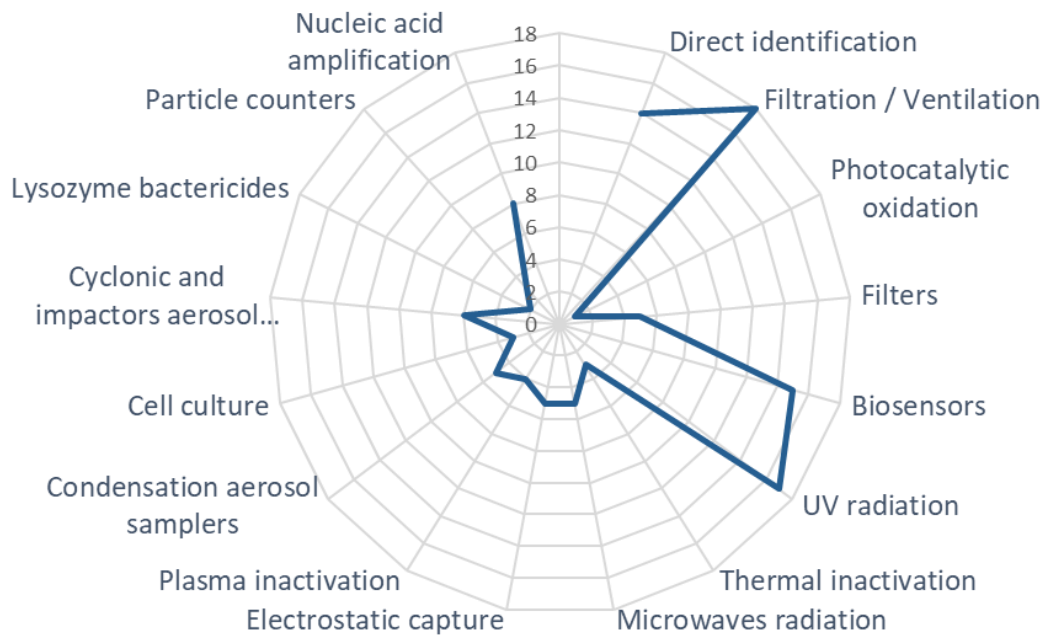 Nucleic acid
amplification
Particle counters
Lysozyme bactericides
Cyclonic and
impactors aerosol...
Cell culture
Condensation aerosol
samplers
Plasma inactivation
Electrostatic capture
18
16
14
12
10
8
6
4
2
0
Direct identification
Filtration / Ventilation
Photocatalytic
oxidation
Filters
Biosensors
UV radiation
Thermal inactivation
Microwaves radiation